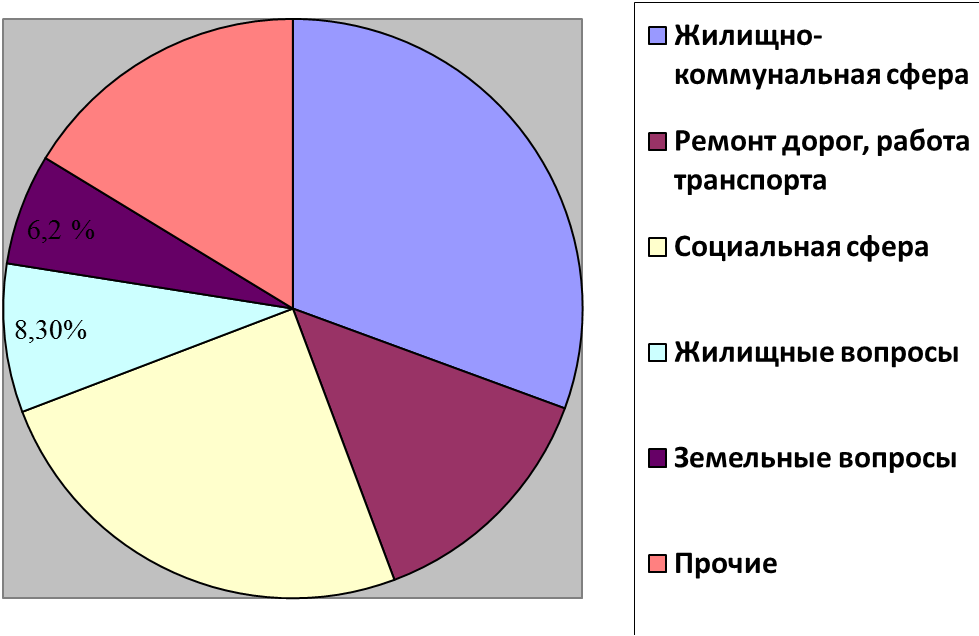 6,2 %
8,30%
Жилищно-
коммунальная сфера
Ремонт дорог, работа
транспорта
Социальная сфера
Жилищные вопросы
Земельные вопросы
Прочие